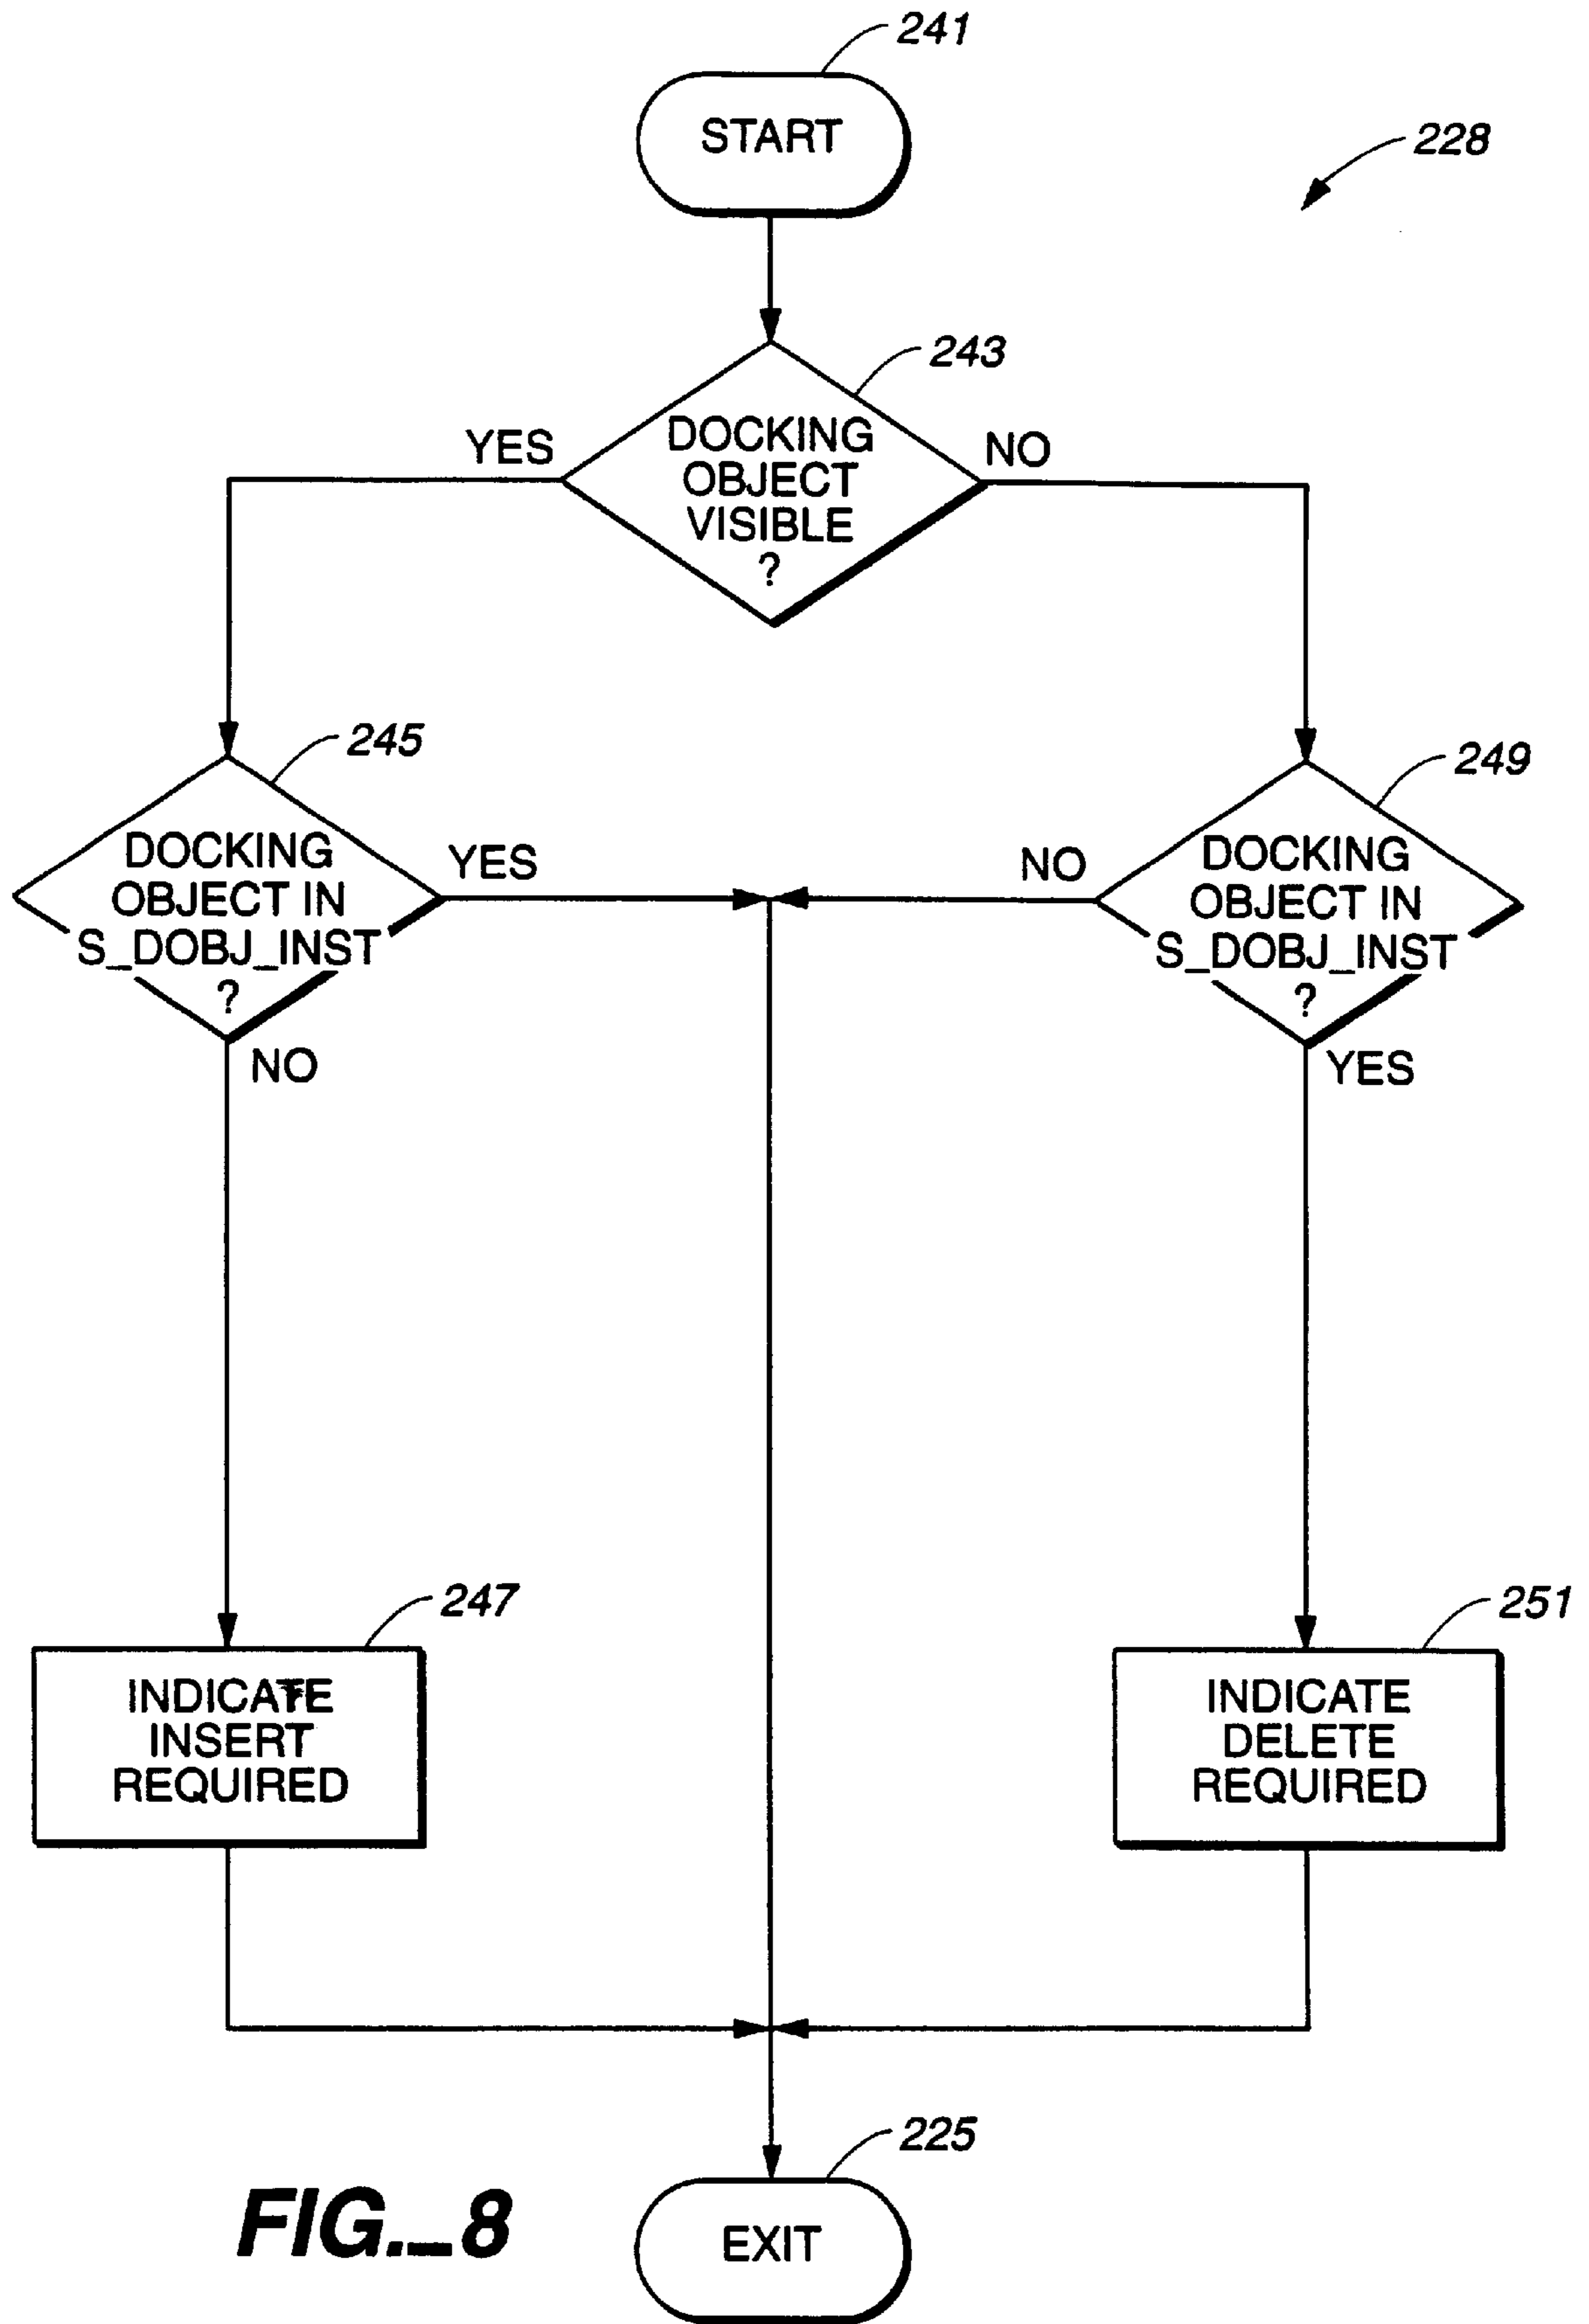 241
START
228
243
DOCKING
OBJECT
VISIBLE
?
YES
NO
245
249
DOCKING
OBJECT IN
S_DOBJ_INST
?
YES
NO
NO
DOCKING
OBJECT IN
S_DOBJ_INST
?
YES
247
251
INDICATE
INSERT
REQUIRED
INDICATE
DELETE
REQUIRED
225
EXIT
FIG._8